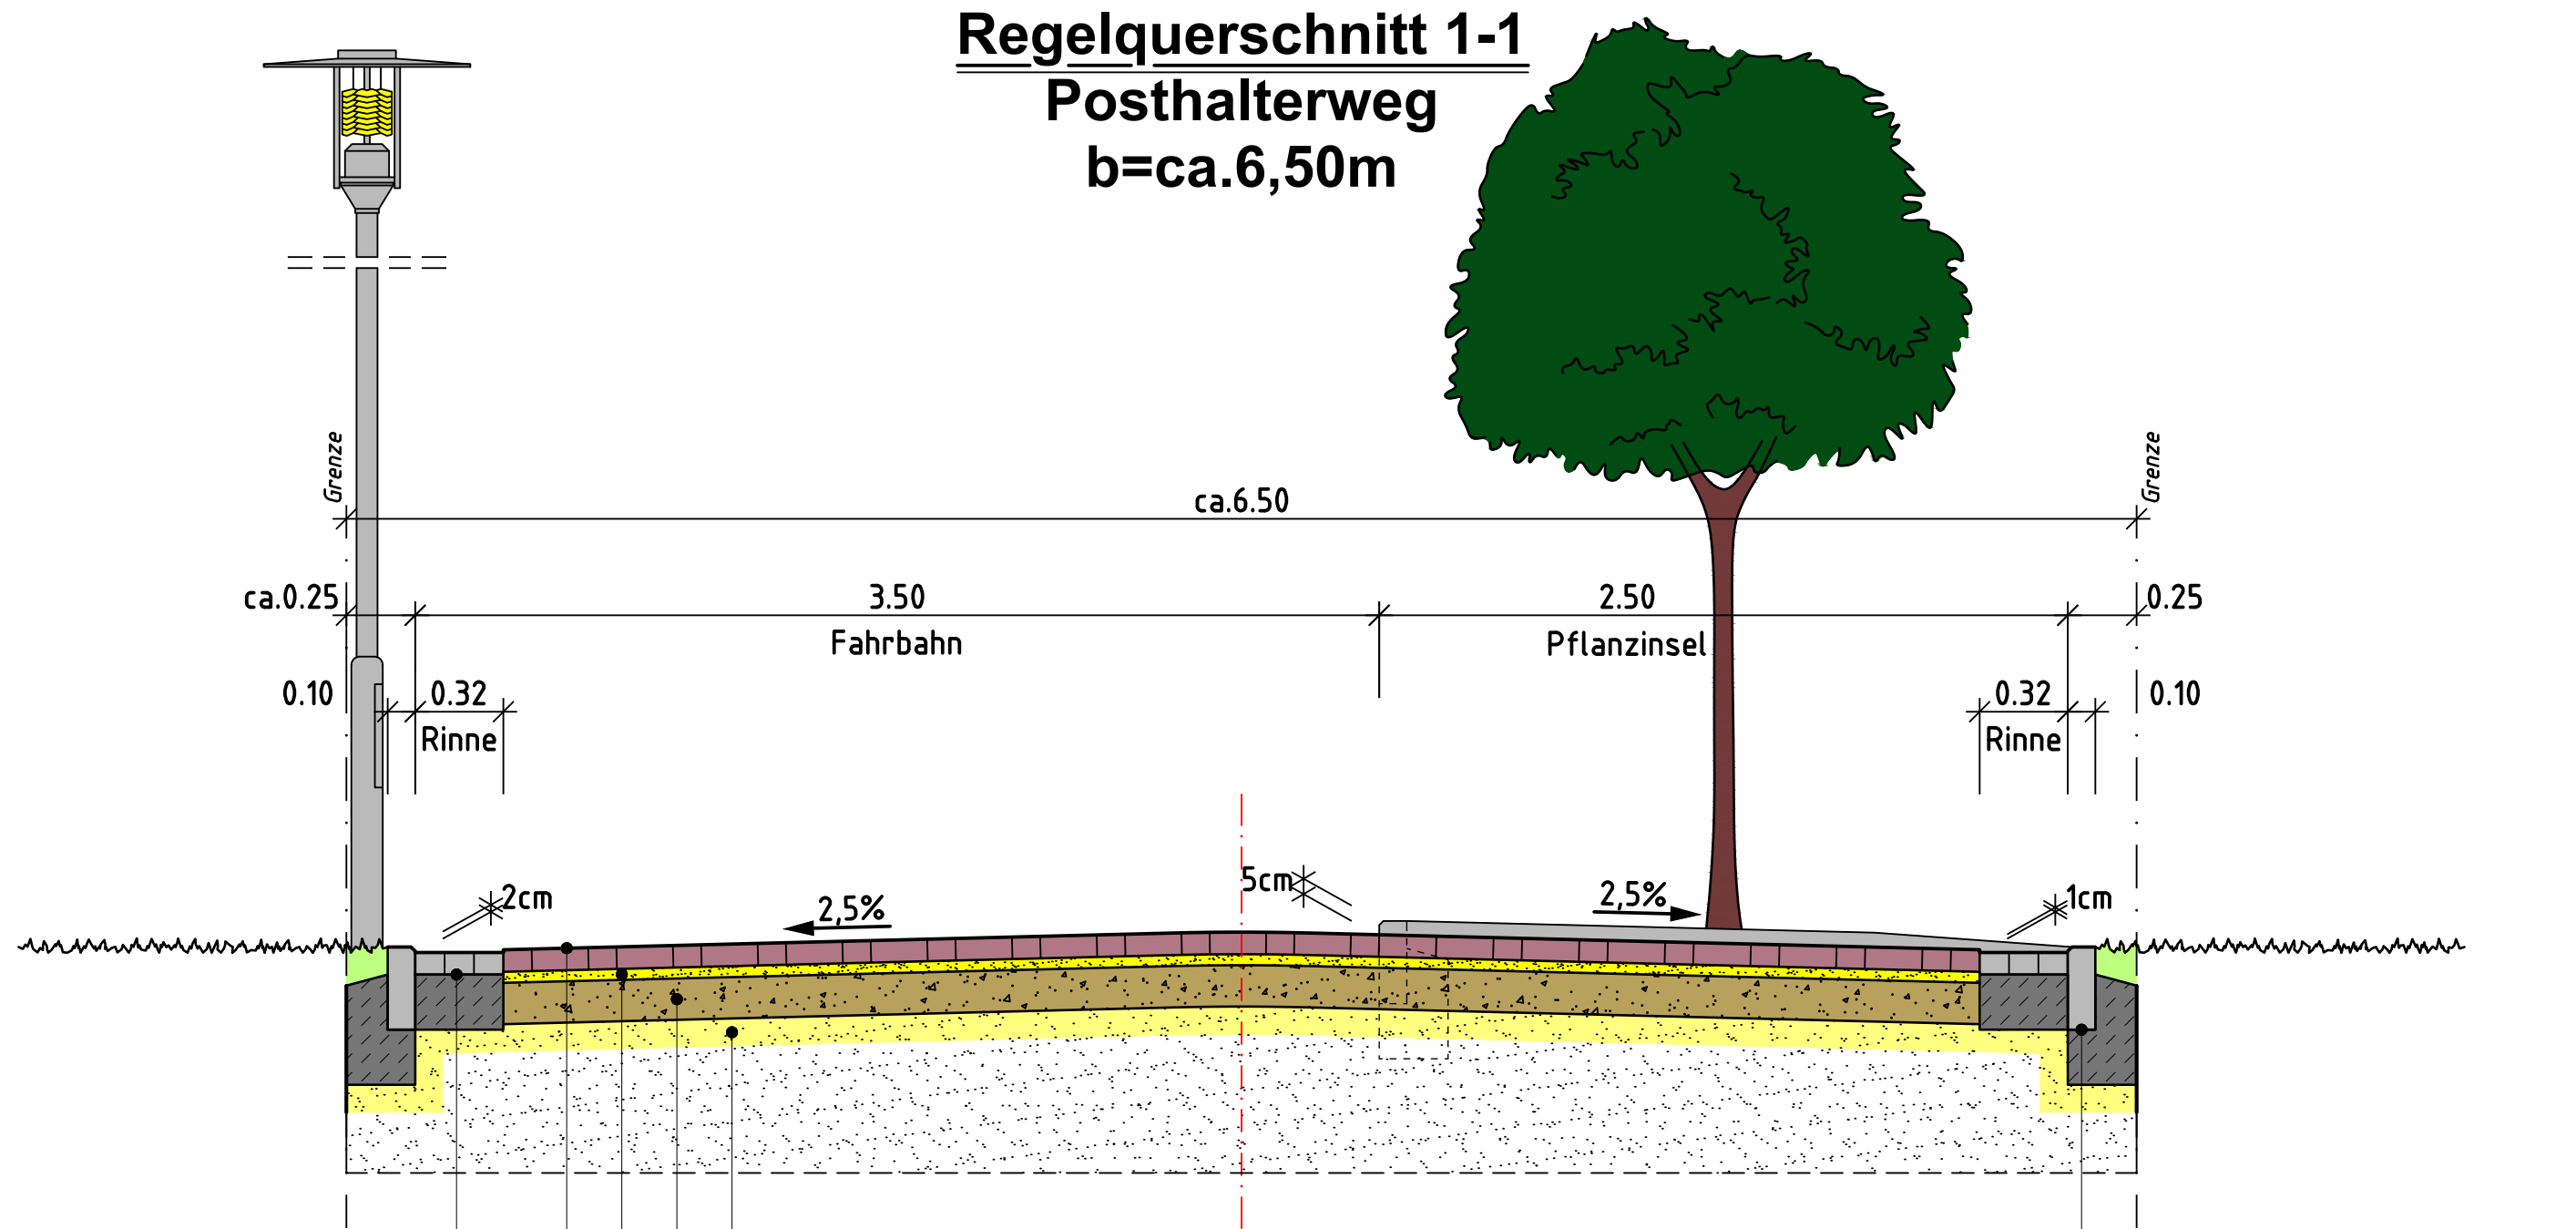 Regelquerschnitt 1-1
Posthalterweg
b=ca.6,50m
Grenze
Grenze
ca.6.50
ca.0.25
3.50
2.50
0.25
Fahrbahn
Pflanzinsel
0.10
0.32
0.32
0.10
Rinne
Rinne
2cm
2,5%
5cm
2,5%
1cm